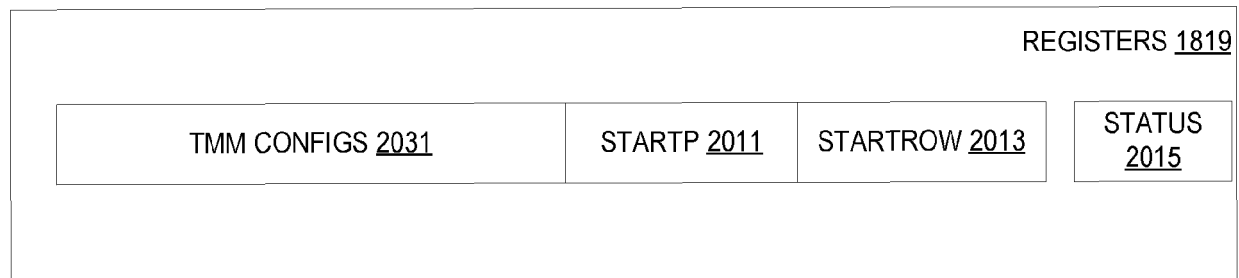 REGISTERS 1819
TMM CONFIGS 2031
STARTP 2011
STARTROW 2013
STATUS
2015